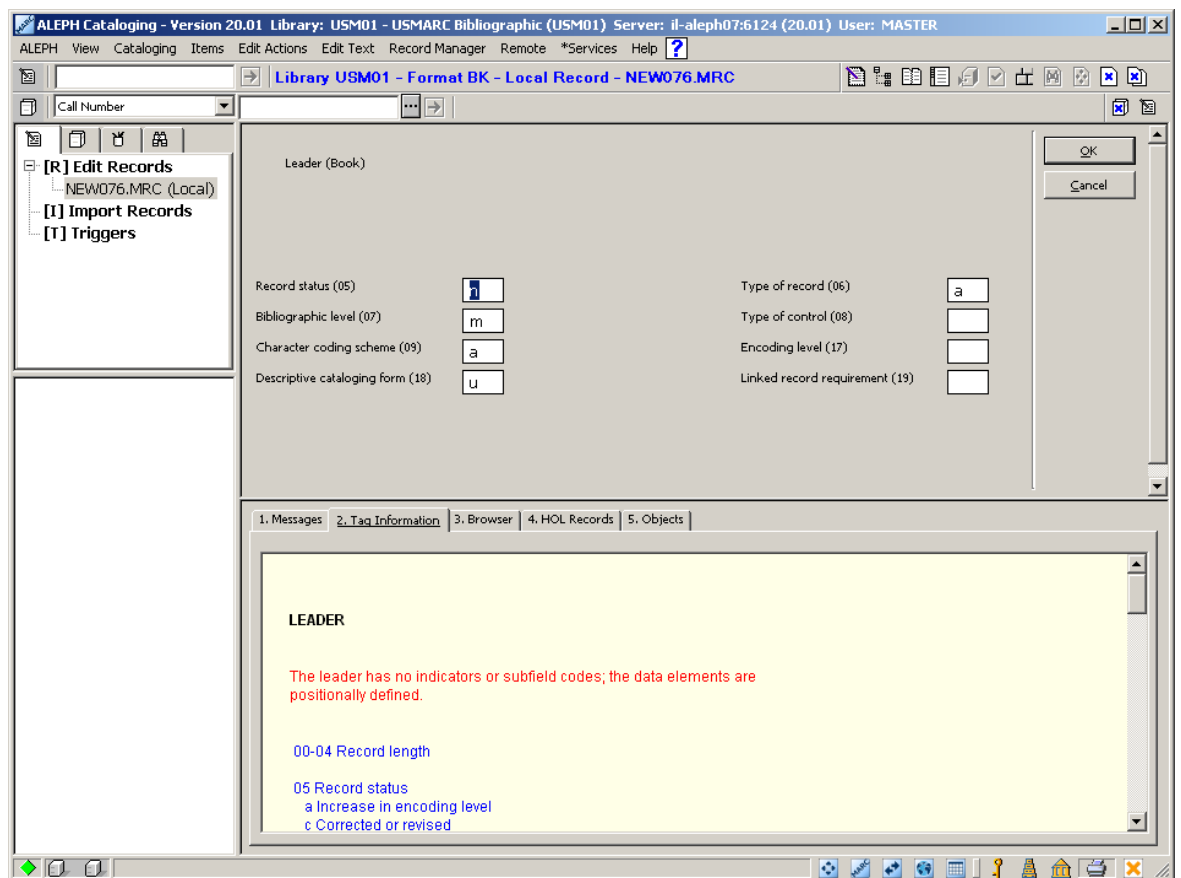 ALEPH Cataloging - Version 20.01 Library: USM01 - USMARC Bibliographic (USM01) Server: il-aleph07:6124 (20.01) User: MASTER
ALEPH View Cataloging Items Edit Actions Edit Text Record Manager Remote *Services Help ?
Library USM01 - Format BK - Local Record - NEW076.MRC
Call Number
[R] Edit Records
NEW076.MRC (Local)
[I] Import Records
[T] Triggers
Leader (Book)
OK
Cancel
Record status (05) n Type of record (06) a
Bibliographic level (07) m Type of control (08)
Character coding scheme (09) a Encoding level (17)
Descriptive cataloging form (18) u Linked record requirement (19)
1. Messages 2. Tag Information 3. Browser 4. HOL Records 5. Objects
LEADER
The leader has no indicators or subfield codes; the data elements are
positionally defined.
00-04 Record length
05 Record status
a Increase in encoding level
c Corrected or revised